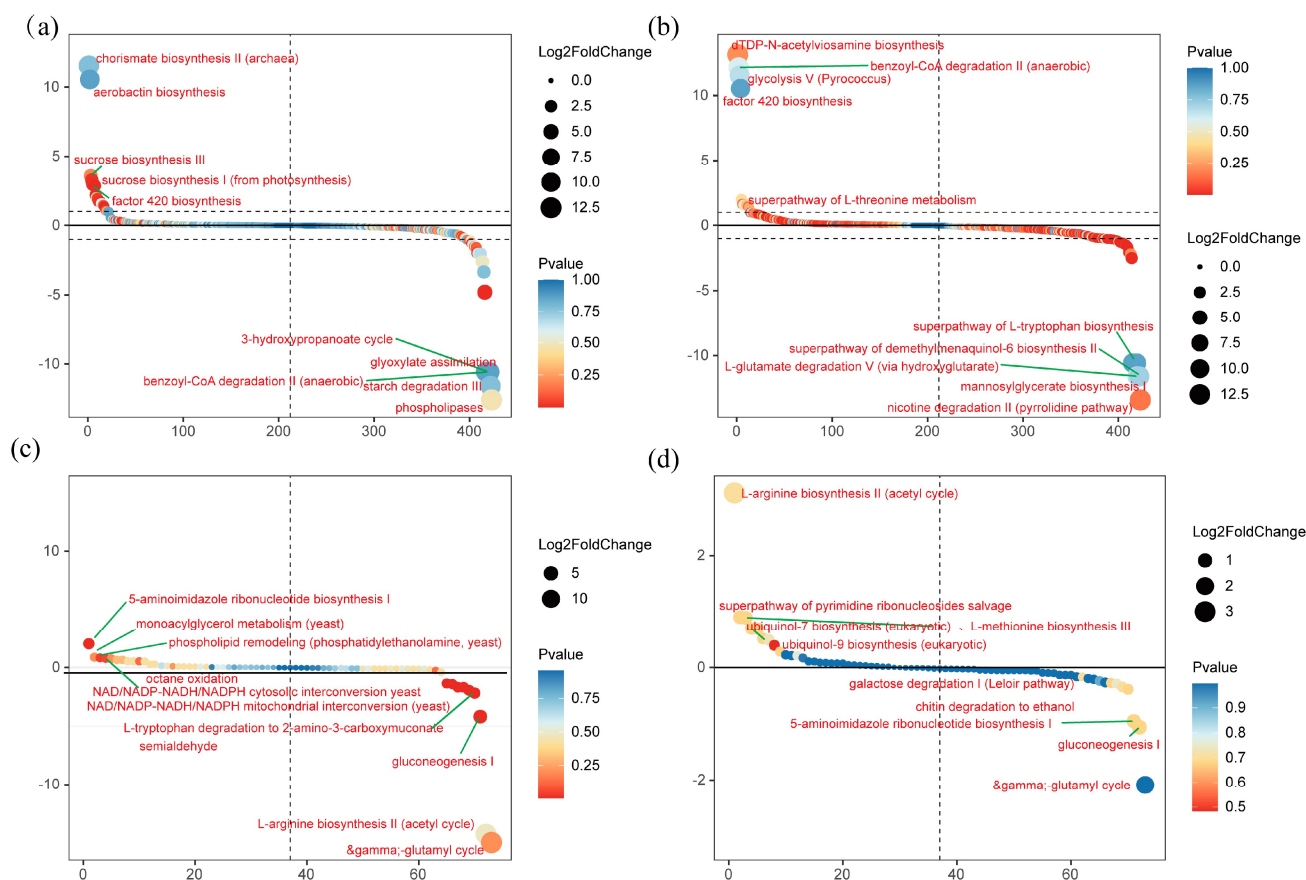 (a)
chorismate biosynthesis II (archaea)
aerobactin biosynthesis
sucrose biosynthesis III
sucrose biosynthesis I (from photosynthesis)
factor 420 biosynthesis
3-hydroxypropanoate cycle
glyoxylate assimilation
benzoyl-CoA degradation II (anaerobic)
starch degradation III
phospholipases
10
5
0
-5
-10
0
100
200
300
400
Log2FoldChange
0.0
2.5
5.0
7.5
10.0
12.5
Pvalue
1.00
0.75
0.50
0.25
(b)
dTDP-N-acetylviosamine biosynthesis
benzoyl-CoA degradation II (anaerobic)
glycolysis V (Pyrococcus)
factor 420 biosynthesis
superpathway of L-threonine metabolism
superpathway of L-tryptophan biosynthesis
superpathway of demethylmenaquinol-6 biosynthesis II
L-glutamate degradation V (via hydroxyglutarate)
mannosylglycerate biosynthesis I
nicotine degradation II (pyrrolidine pathway)
10
5
0
-5
-10
0
100
200
300
400
Pvalue
1.00
0.75
0.50
0.25
Log2FoldChange
0.0
2.5
5.0
7.5
10.0
12.5
(c)
5-aminoimidazole ribonucleotide biosynthesis I
monoacylglycerol metabolism (yeast)
phospholipid remodeling (phosphatidylethanolamine, yeast)
octane oxidation
NAD/NADP-NADH/NADPH cytosolic interconversion yeast
NAD/NADP-NADH/NADPH mitochondrial interconversion (yeast)
L-tryptophan degradation to 2-amino-3-carboxymuconate
semialdehyde
gluconeogenesis I
L-arginine biosynthesis II (acetyl cycle)
&gamma;-glutamyl cycle
10
0
-10
0
20
40
60
Log2FoldChange
5
10
Pvalue
0.75
0.50
0.25
(d)
L-arginine biosynthesis II (acetyl cycle)
superpathway of pyrimidine ribonucleosides salvage
ubiquinol-7 biosynthesis (eukaryotic) 、 L-methionine biosynthesis III
ubiquinol-9 biosynthesis (eukaryotic)
galactose degradation I (Leloir pathway)
chitin degradation to ethanol
5-aminoimidazole ribonucleotide biosynthesis I
gluconeogenesis I
&gamma;-glutamyl cycle
2
0
-2
0
20
40
60
Log2FoldChange
1
2
3
Pvalue
0.9
0.8
0.7
0.6
0.5